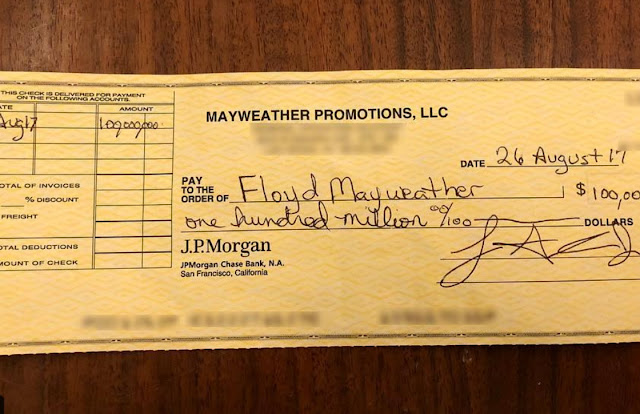 THIS CHECK IS DELIVERED FOR PAYMENT
ON THE FOLLOWING ACCOUNTS.
ATE AMOUNT
Aug17 100,000,000
OTAL OF INVOICES
% DISCOUNT
FREIGHT
OTAL DEDUCTIONS
MOUNT OF CHECK
MAYWEATHER PROMOTIONS, LLC
DATE 26 August 17
PAY
TO THE
ORDER OF Floyd Mayweather $100,00
one hundred million 00/100 DOLLARS
J.P.Morgan
JPMorgan Chase Bank, N.A.
San Francisco, California